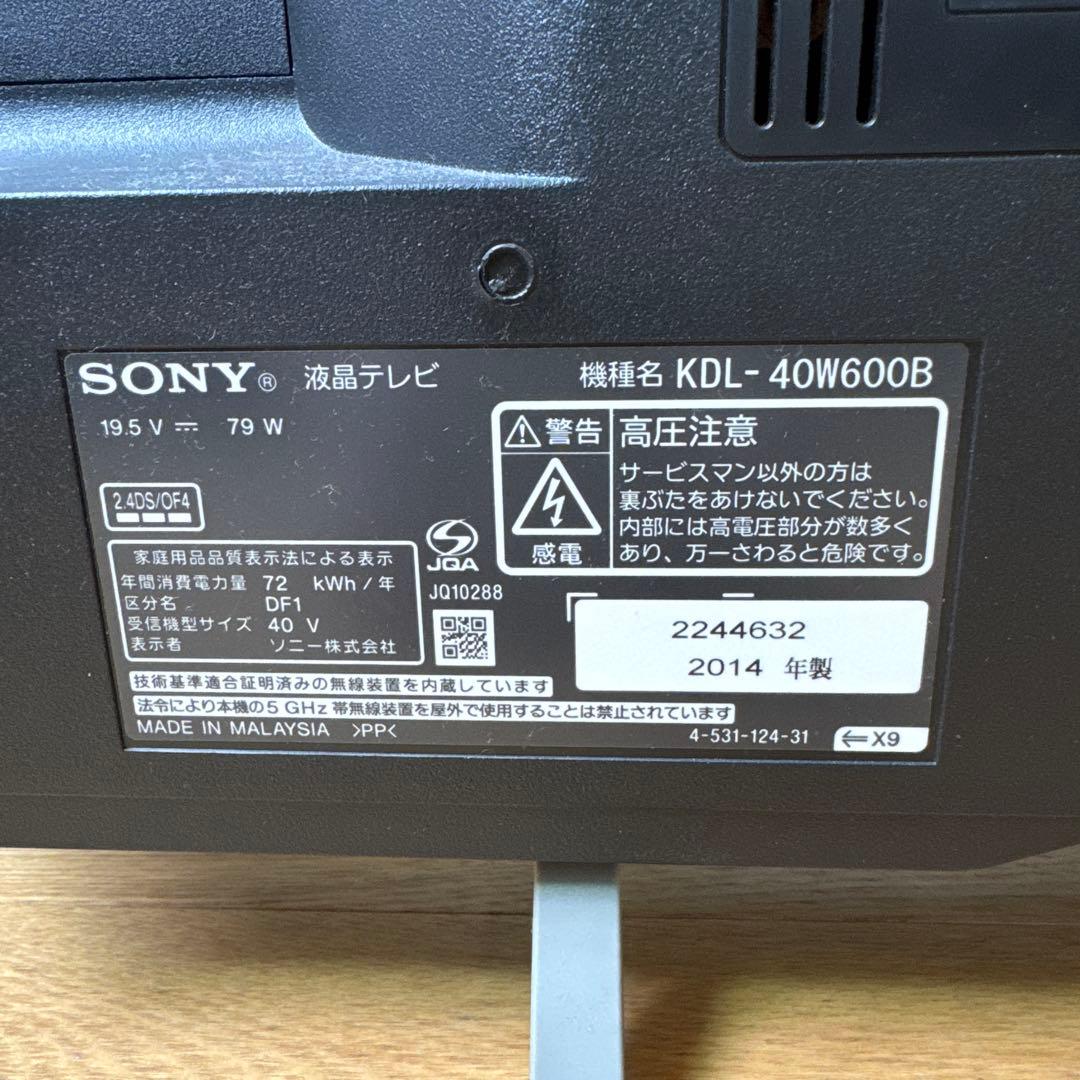 SONY® 液晶テレビ
機種名 KDL-40W600B
19.5 V ⎓ 79 W
警告 高圧注意
サービスマン以外の方は
裏ぶたをあけないでください。
内部には高電圧部分が数多く
あり、万一さわると危険です。
感電
2.4DS/OF4
家庭用品品質表示法による表示
年間消費電力量 72 kWh/年
区分名 DF1
受信機型サイズ 40 V
表示者 ソニー株式会社
JQA
JQ10288
2244632
2014 年製
技術基準適合証明済みの無線装置を内蔵しています
法令により本機の5 GHz 帯無線装置を屋外で使用することは禁止されています
MADE IN MALAYSIA >PP<
4-531-124-31
⇐X9